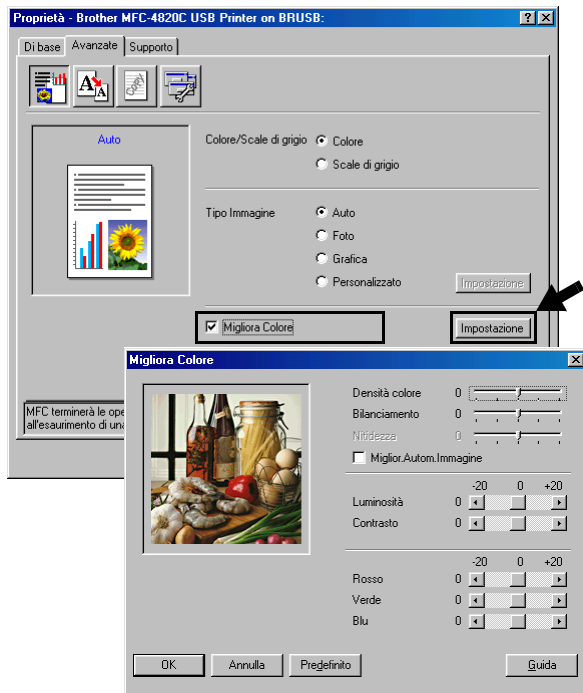 Proprietà - Brother MFC-4820C USB Printer on BRUSB:
Di base Avanzate Supporto
Auto
Colore/Scale di grigio Colore
Scale di grigio
Tipo Immagine Auto
Foto
Grafica
Personalizzato Impostazione
Migliora Colore Impostazione
MFC terminerà le ope
all'esaurimento di una
Migliora Colore
Densità colore 0
Bilanciamento 0
Nitidezza 0
Miglior.Autom.Immagine
-20 0 +20
Luminosità 0
Contrasto 0
-20 0 +20
Rosso 0
Verde 0
Blu 0
OK Annulla Predefinito Guida